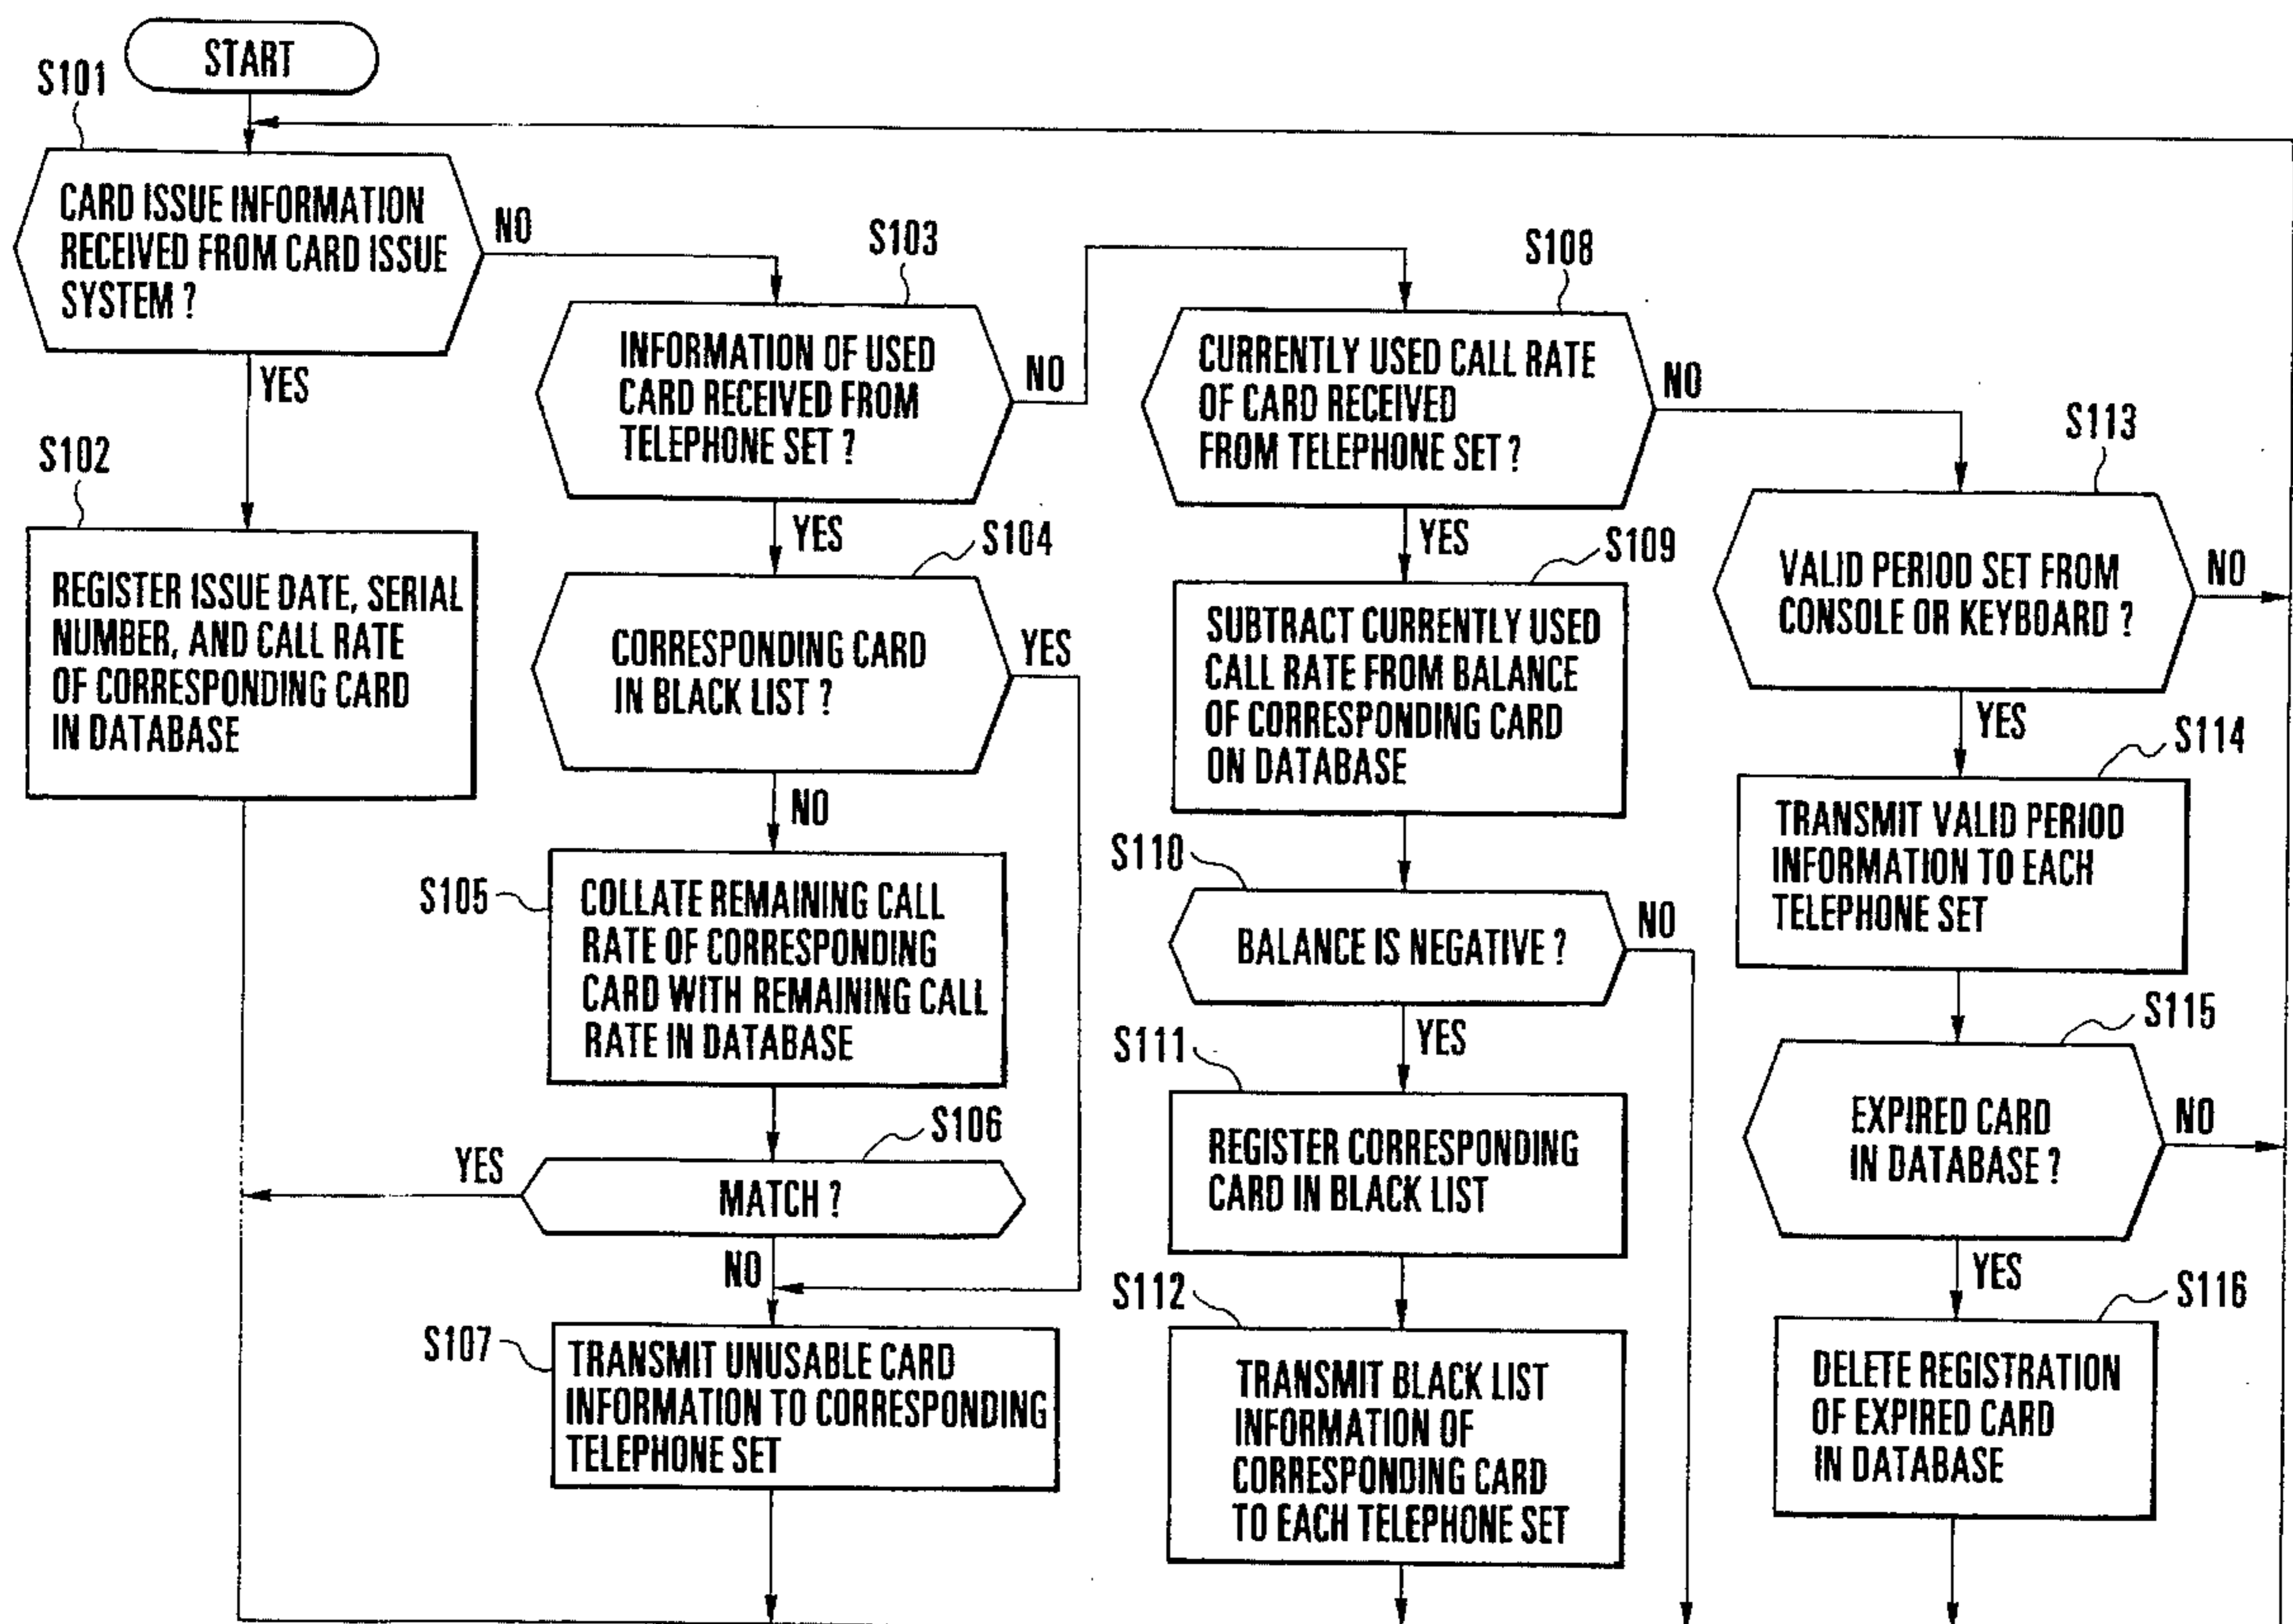 START
S101
CARD ISSUE INFORMATION
RECEIVED FROM CARD ISSUE
SYSTEM ?
NO
YES
S102
REGISTER ISSUE DATE, SERIAL
NUMBER, AND CALL RATE
OF CORRESPONDING CARD
IN DATABASE
S103
INFORMATION OF USED
CARD RECEIVED FROM
TELEPHONE SET ?
NO
YES
S104
CORRESPONDING CARD
IN BLACK LIST ?
YES
NO
S105
COLLATE REMAINING CALL
RATE OF CORRESPONDING
CARD WITH REMAINING CALL
RATE IN DATABASE
S106
YES
MATCH ?
NO
S107
TRANSMIT UNUSABLE CARD
INFORMATION TO CORRESPONDING
TELEPHONE SET
S108
CURRENTLY USED CALL RATE
OF CARD RECEIVED
FROM TELEPHONE SET ?
NO
YES
S109
SUBTRACT CURRENTLY USED
CALL RATE FROM BALANCE
OF CORRESPONDING CARD
ON DATABASE
S110
BALANCE IS NEGATIVE ?
NO
YES
S111
REGISTER CORRESPONDING
CARD IN BLACK LIST
S112
TRANSMIT BLACK LIST
INFORMATION OF
CORRESPONDING CARD
TO EACH TELEPHONE SET
S113
VALID PERIOD SET FROM
CONSOLE OR KEYBOARD ?
NO
YES
S114
TRANSMIT VALID PERIOD
INFORMATION TO EACH
TELEPHONE SET
S115
EXPIRED CARD
IN DATABASE ?
NO
YES
S116
DELETE REGISTRATION
OF EXPIRED CARD
IN DATABASE